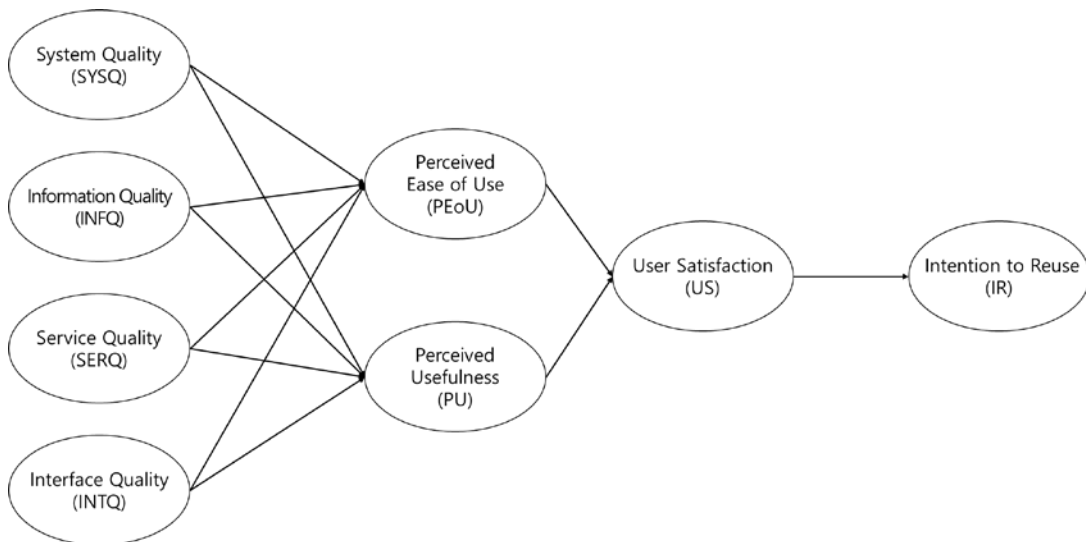 System Quality
(SYSQ)
Information Quality
(INFQ)
Service Quality
(SERQ)
Interface Quality
(INTQ)
Perceived
Ease of Use
(PEoU)
Perceived
Usefulness
(PU)
User Satisfaction
(US)
Intention to Reuse
(IR)